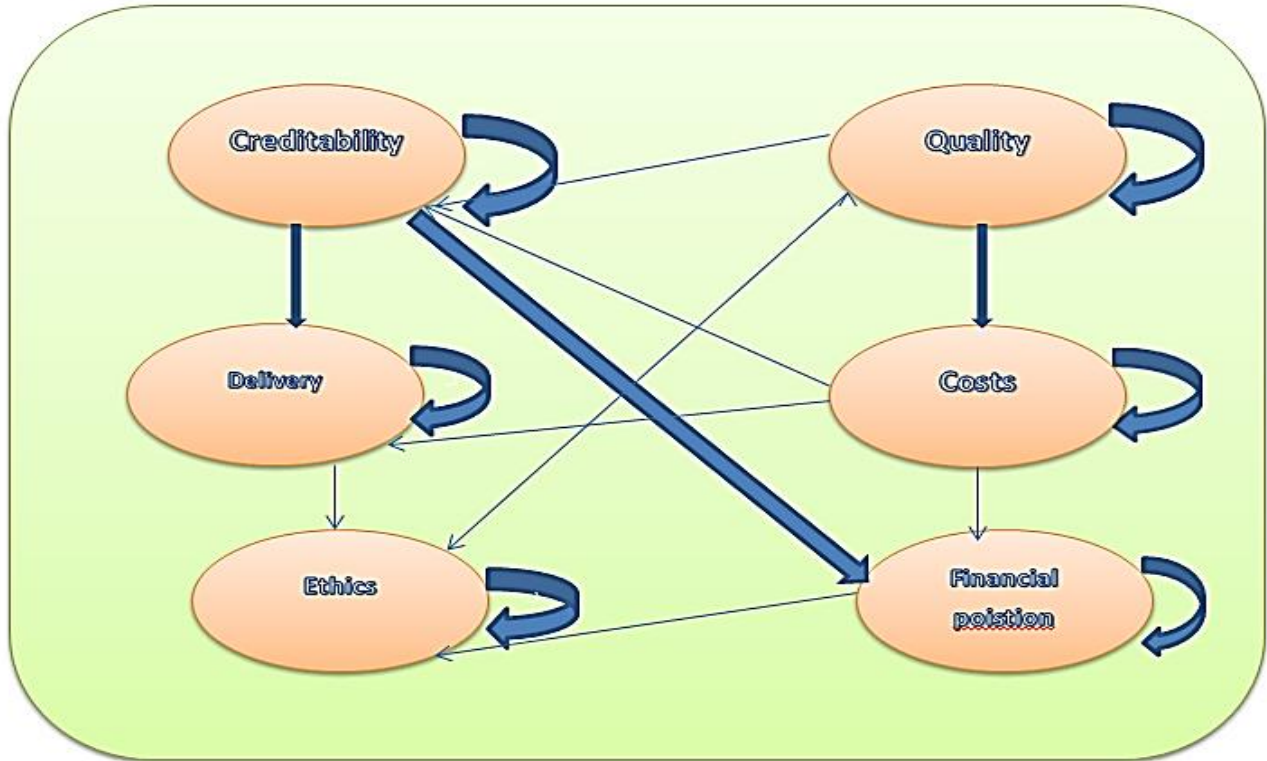 Creditability
Quality
Delivery
Costs
Ethics
Financial
poistion